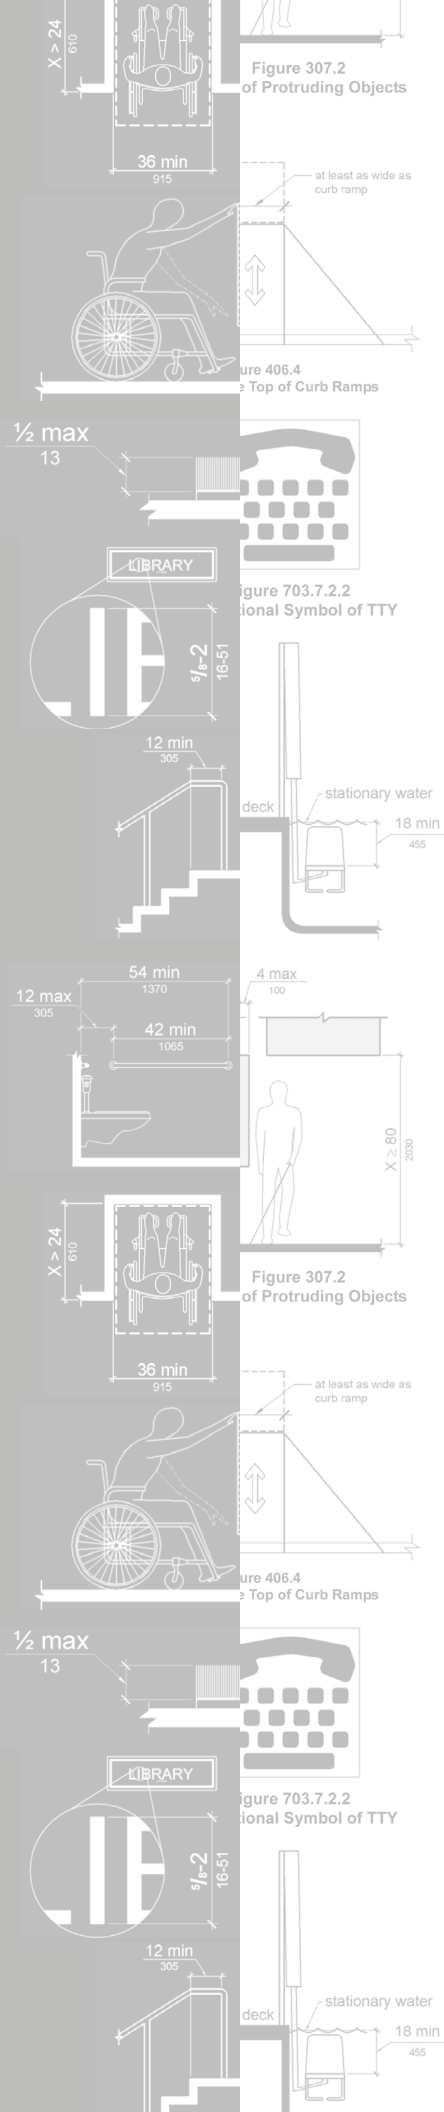 X > 24
610
Figure 307.2
of Protruding Objects
36 min
915
at least as wide as
curb ramp
ure 406.4
e Top of Curb Ramps
½ max
13
LIBRARY
igure 703.7.2.2
ional Symbol of TTY
5/8-2
16-51
12 min
305
deck
stationary water
18 min
455
54 min
1370
4 max
100
12 max
305
42 min
1065
X ≥ 80
2030
X > 24
610
Figure 307.2
of Protruding Objects
36 min
915
at least as wide as
curb ramp
ure 406.4
e Top of Curb Ramps
½ max
13
LIBRARY
igure 703.7.2.2
ional Symbol of TTY
5/8-2
16-51
12 min
305
deck
stationary water
18 min
455